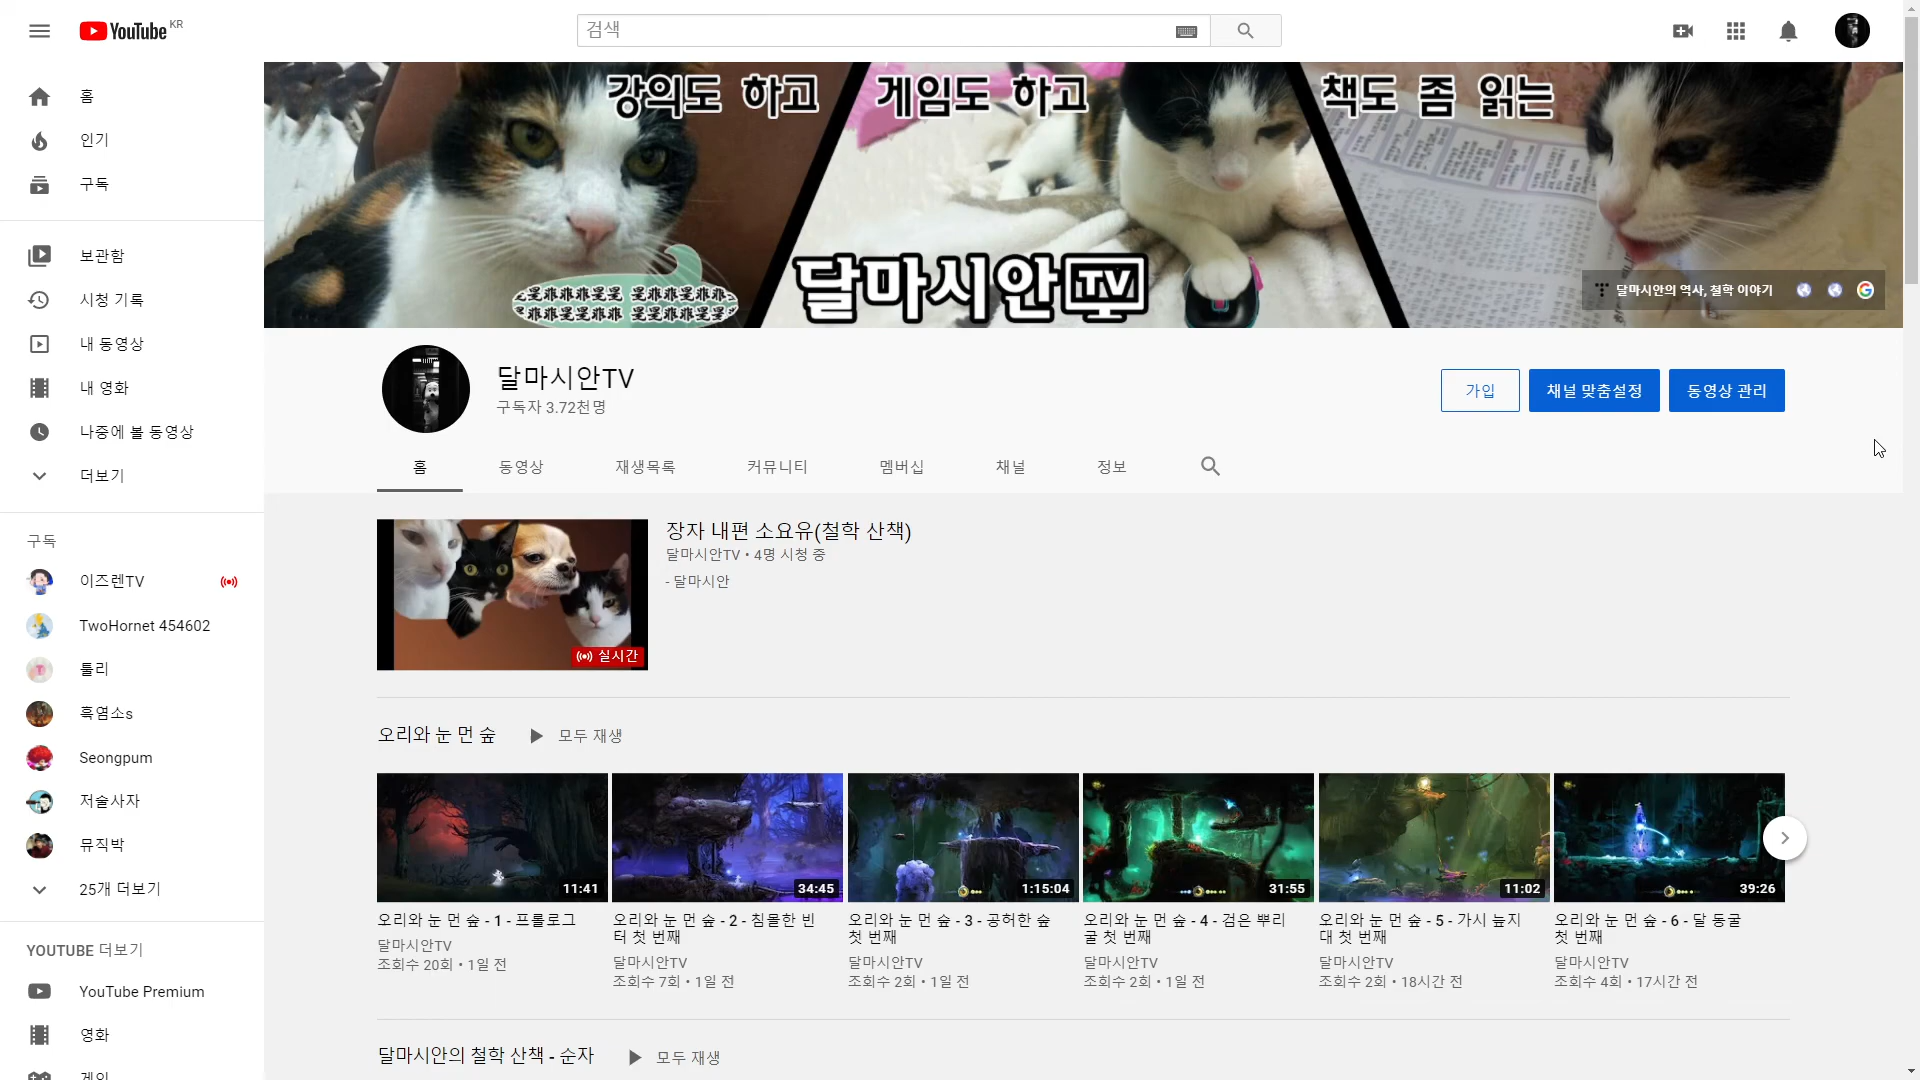 YouTube KR
검색
홈
인기
구독
보관함
시청 기록
내 동영상
내 영화
나중에 볼 동영상
더보기
구독
이즈렌TV
TwoHornet 454602
툴리
흑염소s
Seongpum
저술사자
뮤직박
25개 더보기
YOUTUBE 더보기
YouTube Premium
영화
게임
강의도 하고
게임도 하고
책도 좀 읽는
달마시안TV
달마시안의 역사, 철학 이야기
달마시안TV
구독자 3.72천명
가입
채널 맞춤설정
동영상 관리
홈
동영상
재생목록
커뮤니티
멤버십
채널
정보
실시간
장자 내편 소요유(철학 산책)
달마시안TV • 4명 시청 중
- 달마시안
오리와 눈 먼 숲
모두 재생
11:41
오리와 눈 먼 숲 - 1 - 프롤로그
달마시안TV
조회수 20회 • 1일 전
34:45
오리와 눈 먼 숲 - 2 - 침몰한 빈
터 첫 번째
달마시안TV
조회수 7회 • 1일 전
1:15:04
오리와 눈 먼 숲 - 3 - 공허한 숲
첫 번째
달마시안TV
조회수 2회 • 1일 전
31:55
오리와 눈 먼 숲 - 4 - 검은 뿌리
굴 첫 번째
달마시안TV
조회수 2회 • 1일 전
11:02
오리와 눈 먼 숲 - 5 - 가시 늪지
대 첫 번째
달마시안TV
조회수 2회 • 18시간 전
39:26
오리와 눈 먼 숲 - 6 - 달 동굴
첫 번째
달마시안TV
조회수 4회 • 17시간 전
달마시안의 철학 산책 - 순자
모두 재생